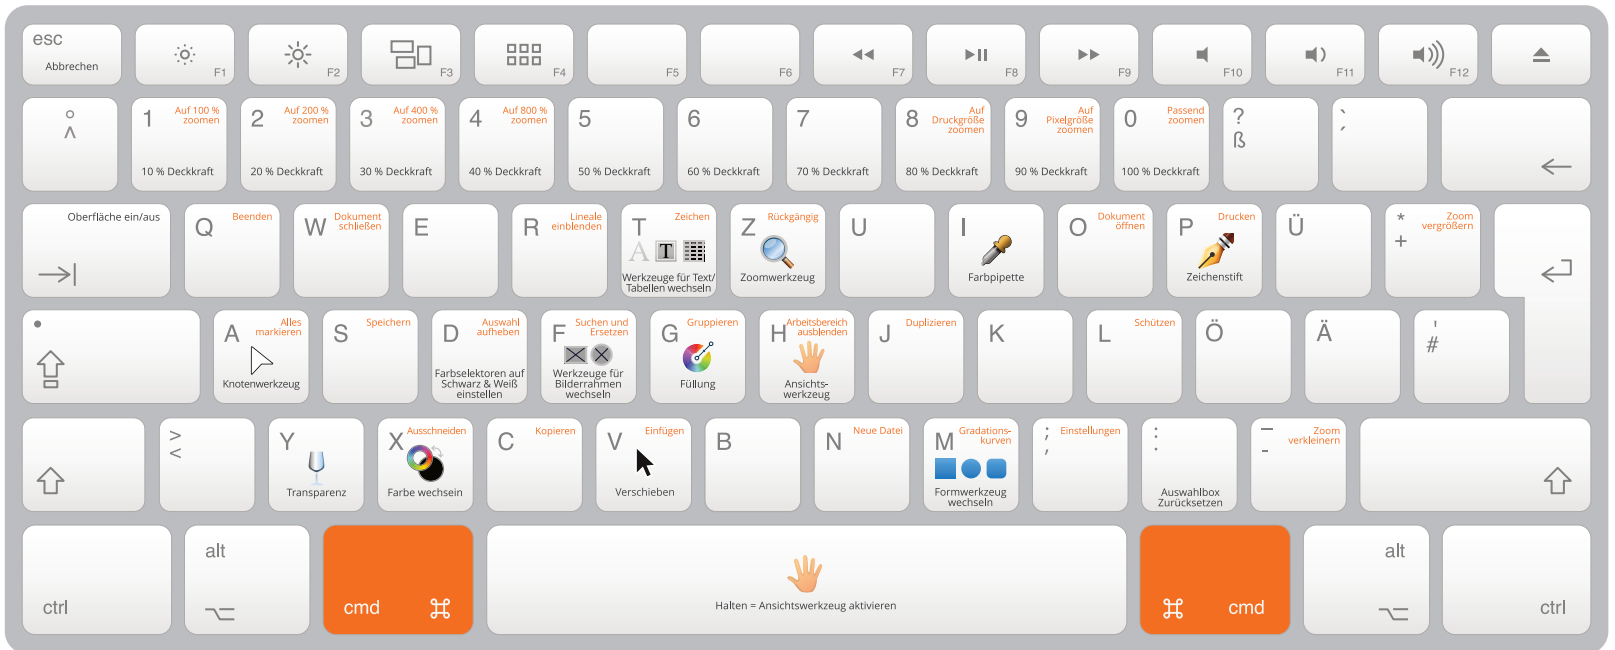 esc
Abbrechen
F1
F2
F3
F4
F5
F6
F7
F8
F9
F10
F11
F12
°
^
1
Auf 100 %
zoomen
10 % Deckkraft
2
Auf 200 %
zoomen
20 % Deckkraft
3
Auf 400 %
zoomen
30 % Deckkraft
4
Auf 800 %
zoomen
40 % Deckkraft
5
50 % Deckkraft
6
60 % Deckkraft
7
70 % Deckkraft
8
Auf
Druckgröße
zoomen
80 % Deckkraft
9
Auf
Pixelgröße
zoomen
90 % Deckkraft
0
Passend
zoomen
100 % Deckkraft
?
ß
`
´
Oberfläche ein/aus
Q
Beenden
W
Dokument
schließen
E
R
Lineale
einblenden
T
Zeichen
A T
Werkzeuge für Text/
Tabellen wechseln
Z
Rückgängig
Zoomwerkzeug
U
I
Farbpipette
O
Dokument
öffnen
P
Drucken
Zeichenstift
Ü
*
+
Zoom
vergrößern
A
Alles
markieren
Knotenwerkzeug
S
Speichern
D
Auswahl
aufheben
Farbselektoren auf
Schwarz & Weiß
einstellen
F
Suchen und
Ersetzen
Werkzeuge für
Bilderrahmen
wechseln
G
Gruppieren
Füllung
H
Arbeitsbereich
ausblenden
Ansichts-
werkzeug
J
Duplizieren
K
L
Schützen
Ö
Ä
'
#
>
<
Y
Transparenz
X
Ausschneiden
Farbe wechseln
C
Kopieren
V
Einfügen
Verschieben
B
N
Neue Datei
M
Gradations-
kurven
Formwerkzeug
wechseln
;
,
Einstellungen
:
.
Auswahlbox
Zurücksetzen
_
-
Zoom
verkleinern
ctrl
alt
cmd ⌘
Halten = Ansichtswerkzeug aktivieren
⌘ cmd
alt
ctrl